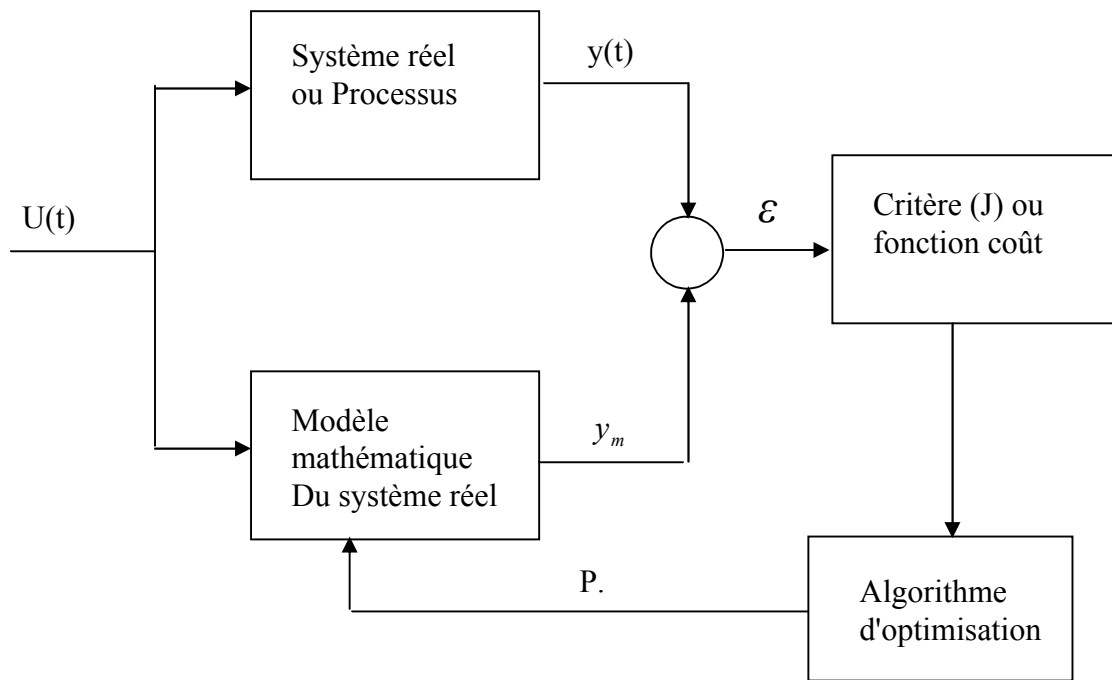 Système réel
ou Processus
y(t)
U(t)
ε
Critère (J) ou
fonction coût
Modèle
mathématique
Du système réel
y_m
P.
Algorithme
d'optimisation